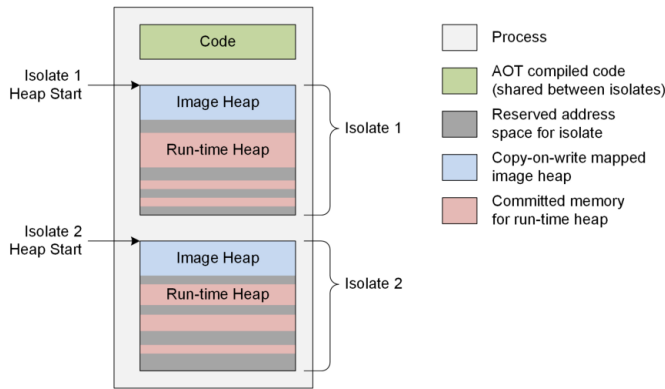 Code
Isolate 1
Heap Start
Image Heap
Run-time Heap
Isolate 1
Isolate 2
Heap Start
Image Heap
Run-time Heap
Isolate 2
Process
AOT compiled code
(shared between isolates)
Reserved address
space for isolate
Copy-on-write mapped
image heap
Committed memory
for run-time heap